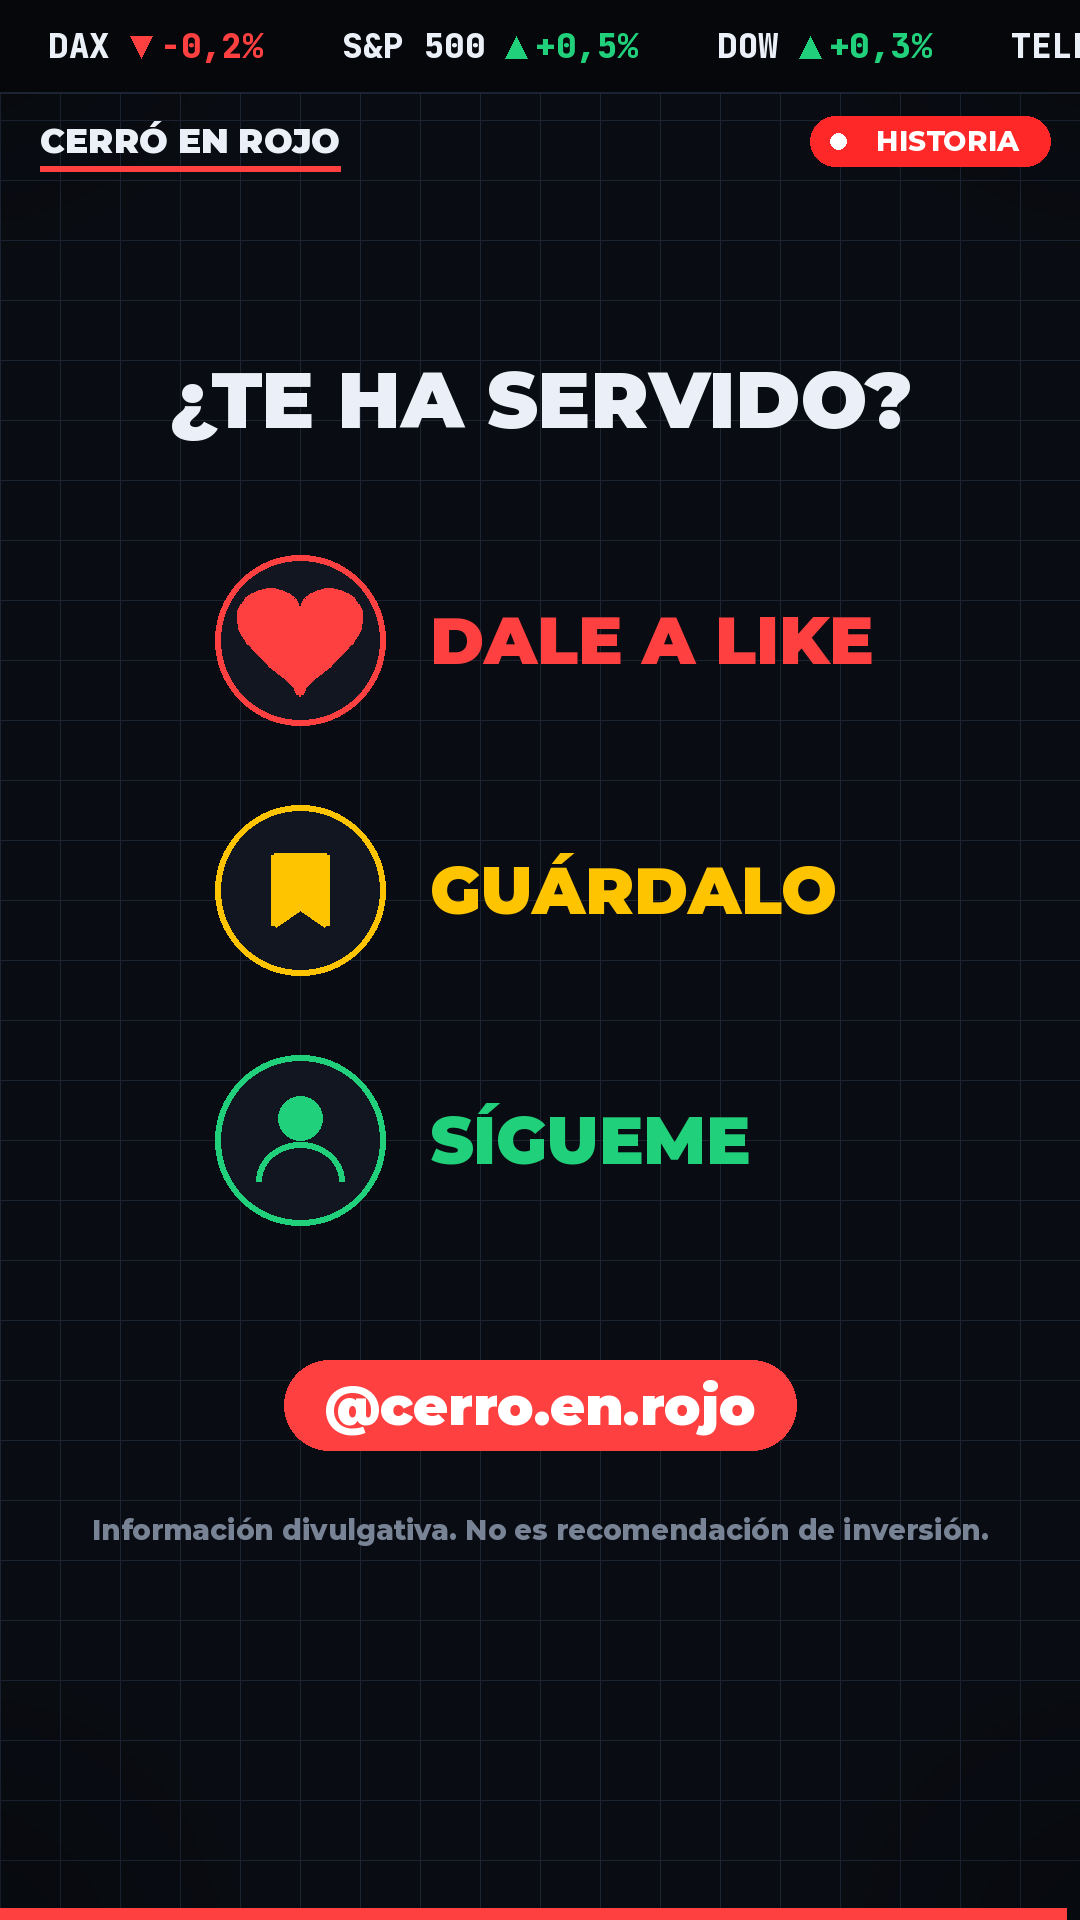 DAX ▼-0,2% S&P 500 ▲+0,5% DOW ▲+0,3%
CERRÓ EN ROJO
HISTORIA
¿TE HA SERVIDO?
DALE A LIKE
GUÁRDALO
SÍGUEME
@cerro.en.rojo
Información divulgativa. No es recomendación de inversión.